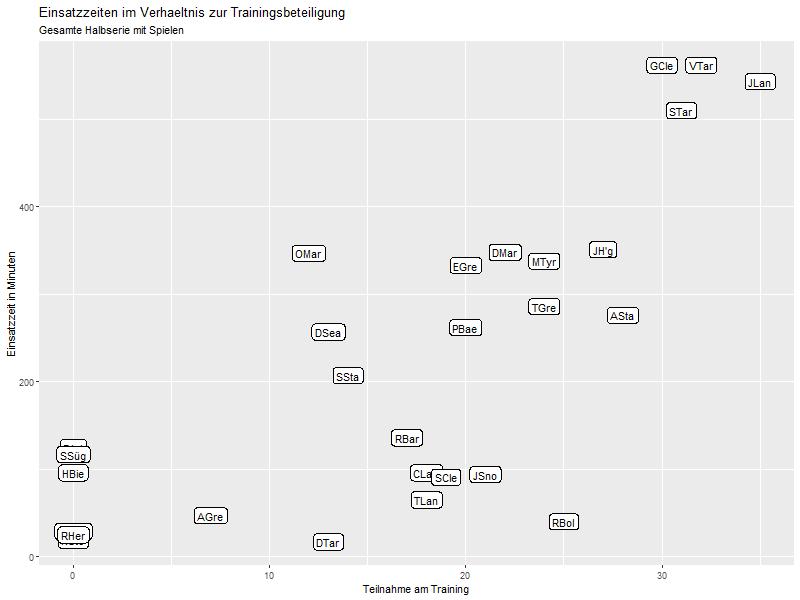 Einsatzzeiten im Verhaeltnis zur Trainingsbeteiligung
Gesamte Halbserie mit Spielen
GCle
VTar
JLan
STar
400
OMar
DMar
JH'g
EGre
MTyr
TGre
ASta
DSea
PBae
200
SSta
RBar
SSüg
HBie
SCle
JSno
TLan
AGre
RBol
RHer
DTar
0
0
10
20
30
Teilnahme am Training
Einsatzzeit in Minuten